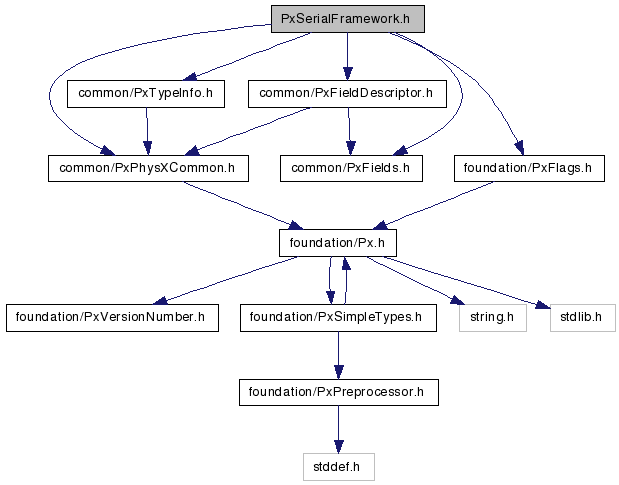 PxSerialFramework.h
common/PxTypeInfo.h
common/PxFieldDescriptor.h
common/PxPhysXCommon.h
common/PxFields.h
foundation/PxFlags.h
foundation/Px.h
foundation/PxVersionNumber.h
foundation/PxSimpleTypes.h
string.h
stdlib.h
foundation/PxPreprocessor.h
stddef.h